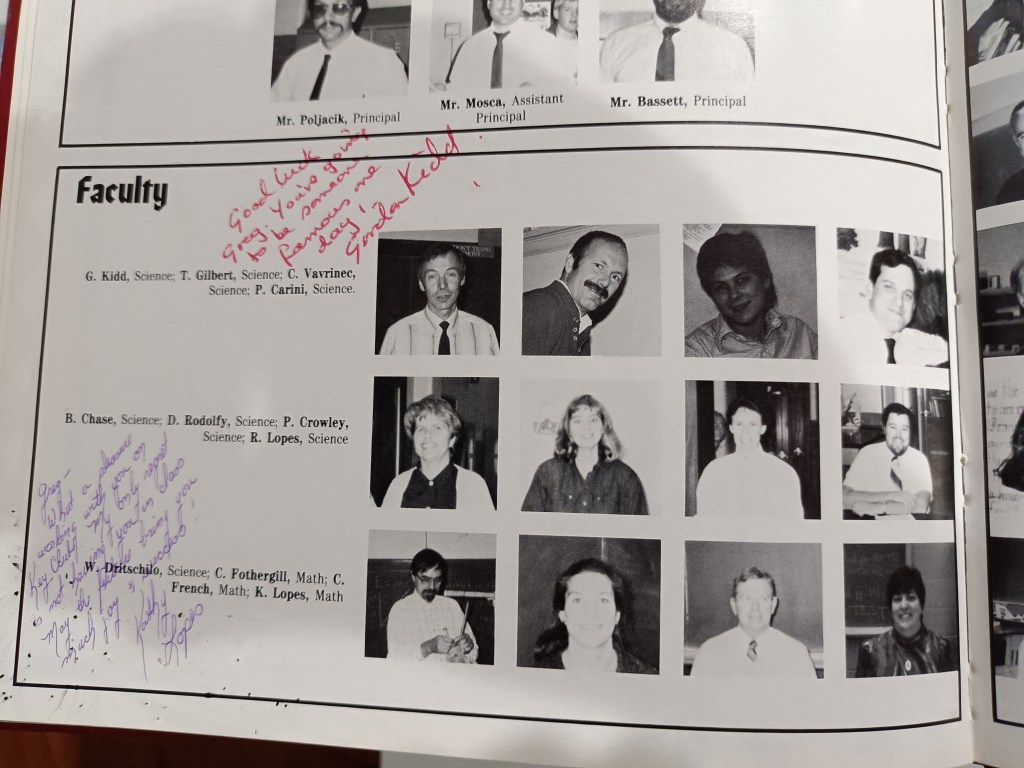 Mr. Poljacik, Principal
Mr. Mosca, Assistant
Principal
Mr. Bassett, Principal
Good Luck
Greg. You're going
to be someone
famous one
day!
Gordon Kidd!
Faculty
G. Kidd, Science; T. Gilbert, Science; C. Vavrinec,
Science; P. Carini, Science.
B. Chase, Science; D. Rodolfy, Science; P. Crowley,
Science; R. Lopes, Science
Greg-
What a pleasure
working with you on
Key Club! My only regret
is not having you in class
May the future bring you
much joy & success
Kathy
Lopes
W. Dritschilo, Science; C. Fothergill, Math; C.
French, Math; K. Lopes, Math